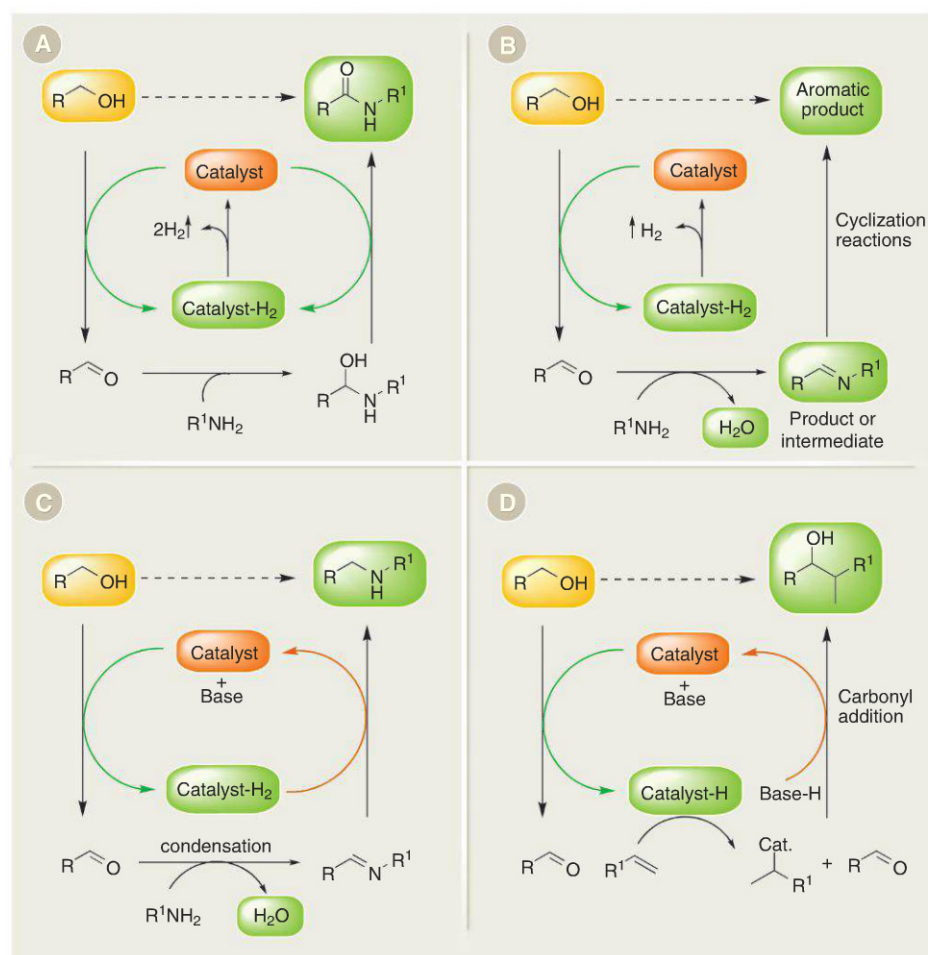 A
R OH
O
R N R¹
H
Catalyst
2H₂
Catalyst-H₂
OH
R O
R N R¹
H
R¹NH₂
B
R OH
Aromatic
product
Catalyst
H₂
Cyclization
reactions
Catalyst-H₂
R O
R N R¹
R¹NH₂
H₂O
Product or
intermediate
C
R OH
R N R¹
H
Catalyst
+
Base
Catalyst-H₂
condensation
R O
R N R¹
R¹NH₂
H₂O
D
R OH
OH
R R¹
Catalyst
+
Base
Carbonyl
addition
Catalyst-H
Base-H
Cat.
R O
R¹
R¹
+
R O